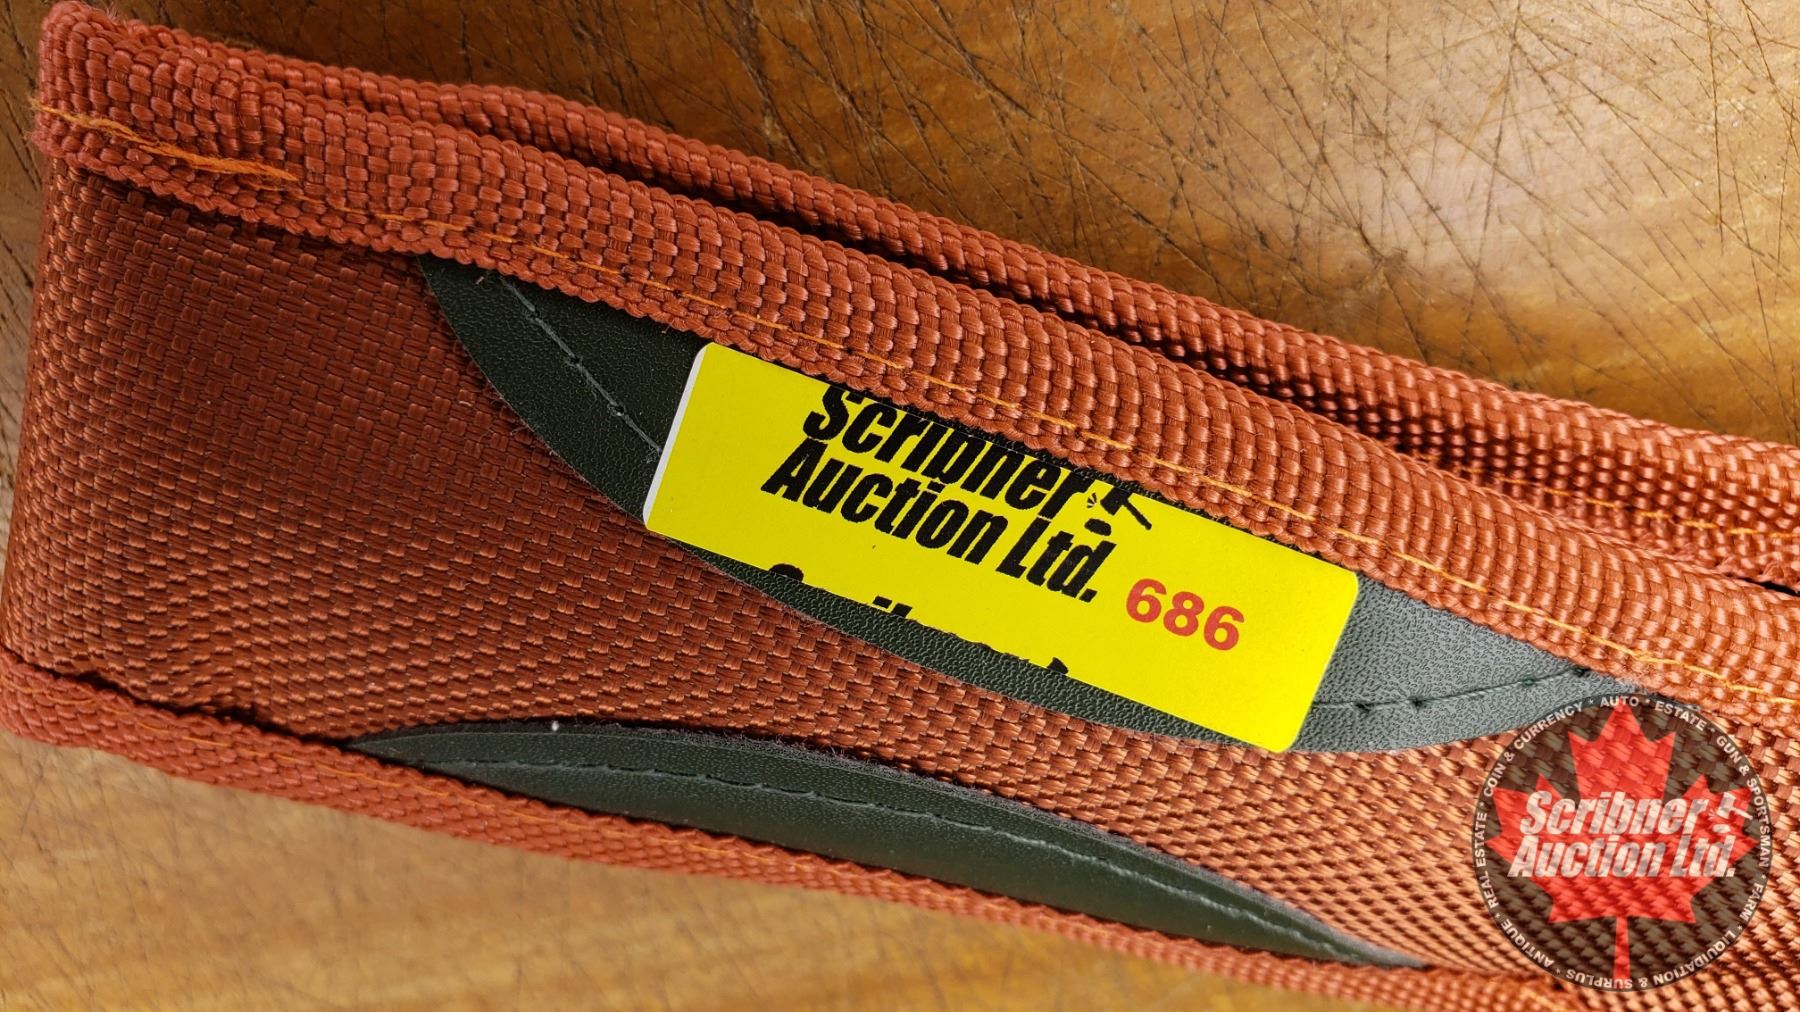 Scribner
Auction Ltd.
686
COIN & CURRENCY * AUTO * ESTATE * GUN & SPORTSMAN * FARM * LIQUIDATION & SURPLUS * ANTIQUE * REAL ESTATE *
Scribner
Auction Ltd.